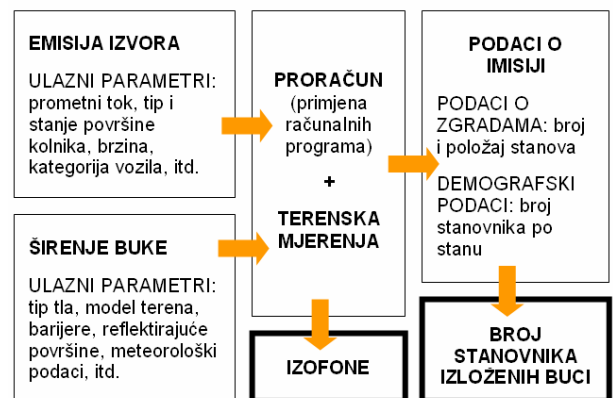 EMISIJA IZVORA
ULAZNI PARAMETRI:
prometni tok, tip i
stanje površine
kolnika, brzina,
kategorija vozila, itd.
ŠIRENJE BUKE
ULAZNI PARAMETRI:
tip tla, model terena,
barijere, reflektirajuće
površine, meteorološki
podaci, itd.
PRORAČUN
(primjena
računalnih
programa)
+
TERENSKA
MJERENJA
IZOFONE
PODACI O
IMISIJI
PODACI O
ZGRADAMA: broj
i položaj stanova
DEMOGRAFSKI
PODACI: broj
stanovnika po
stanu
BROJ
STANOVNIKA
IZLOŽENIH BUCI